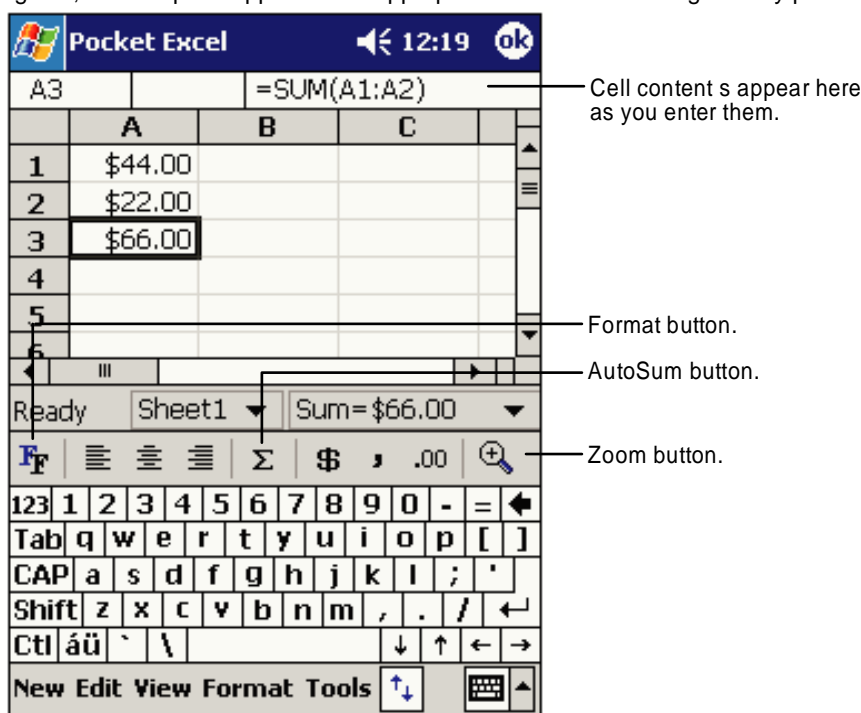 Pocket Excel 12:19 ok
A3 =SUM(A1:A2)
Cell content s appear here
as you enter them.
A B C
1 $44.00
2 $22.00
3 $66.00
4
5
Format button.
6
AutoSum button.
Ready Sheet1 Sum=$66.00
FF Σ $ , .00
Zoom button.
123 1 2 3 4 5 6 7 8 9 0 - =
Tab q w e r t y u i o p [ ]
CAP a s d f g h j k l ; '
Shift z x c v b n m , . /
Ctl áü ` \ ↓ ↑ ← →
New Edit View Format Tools